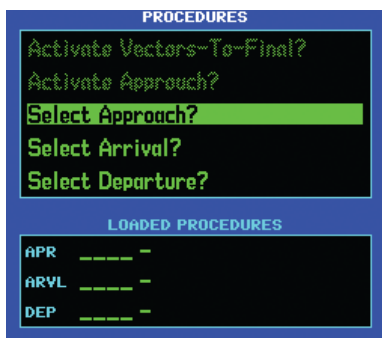 PROCEDURES
Activate Vectors-To-Final?
Activate Approach?
Select Approach?
Select Arrival?
Select Departure?
LOADED PROCEDURES
APR ____-
ARVL ____-
DEP ____-